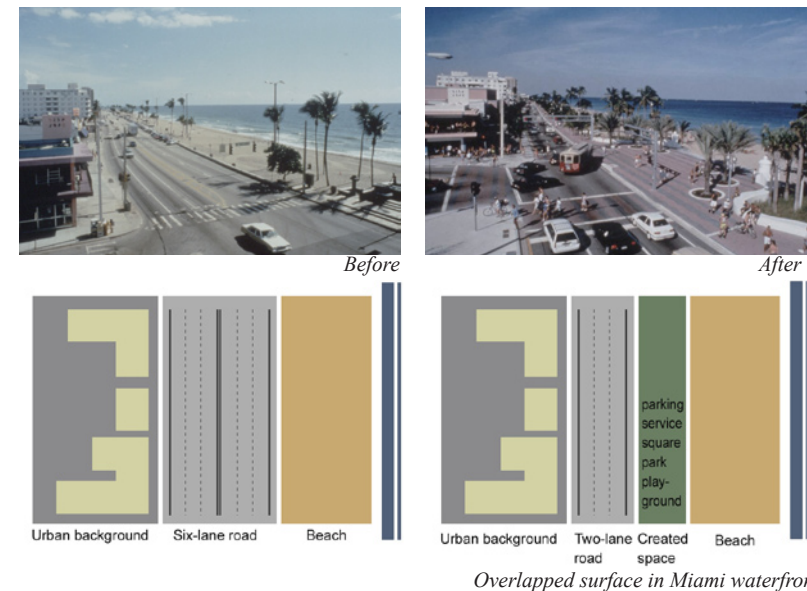 Before
After
Urban background
Six-lane road
Beach
parking
service
square
park
play-
ground
Urban background
Two-lane
road
Created
space
Beach
Overlapped surface in Miami waterfron